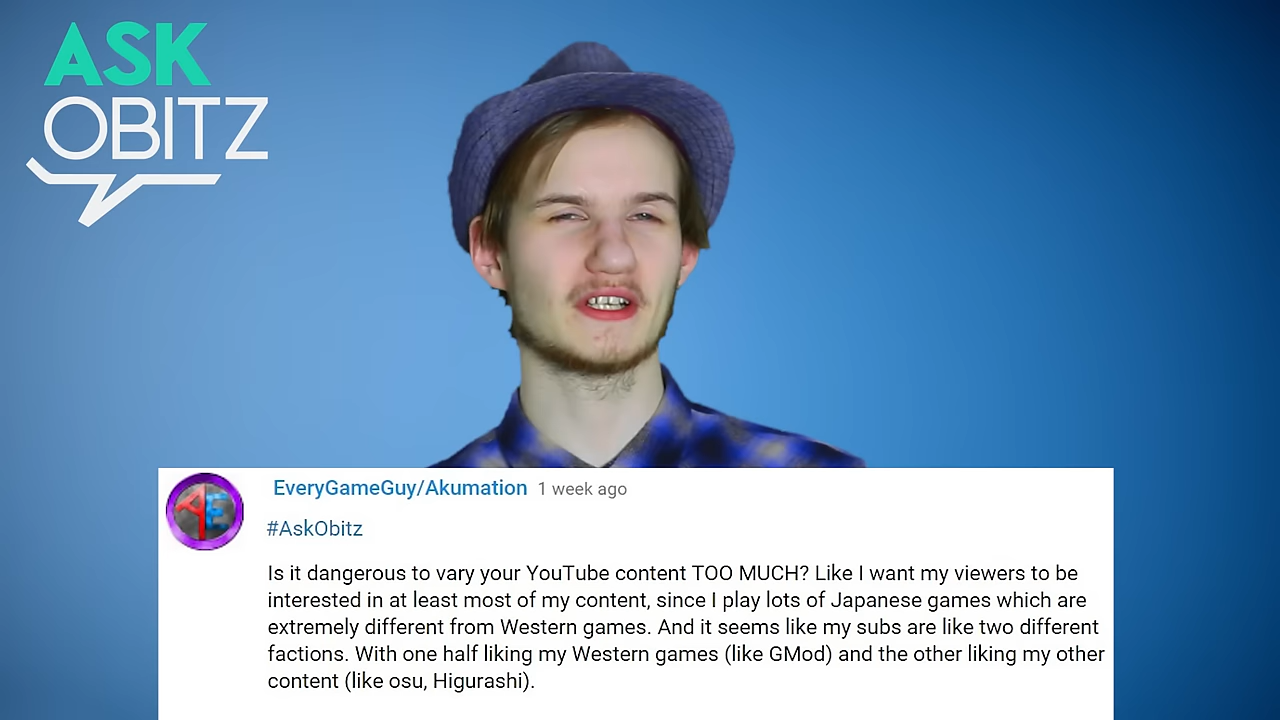 ASK
OBITZ
EveryGameGuy/Akumation 1 week ago
#AskObitz
Is it dangerous to vary your YouTube content TOO MUCH? Like I want my viewers to be
interested in at least most of my content, since I play lots of Japanese games which are
extremely different from Western games. And it seems like my subs are like two different
factions. With one half liking my Western games (like GMod) and the other liking my other
content (like osu, Higurashi).